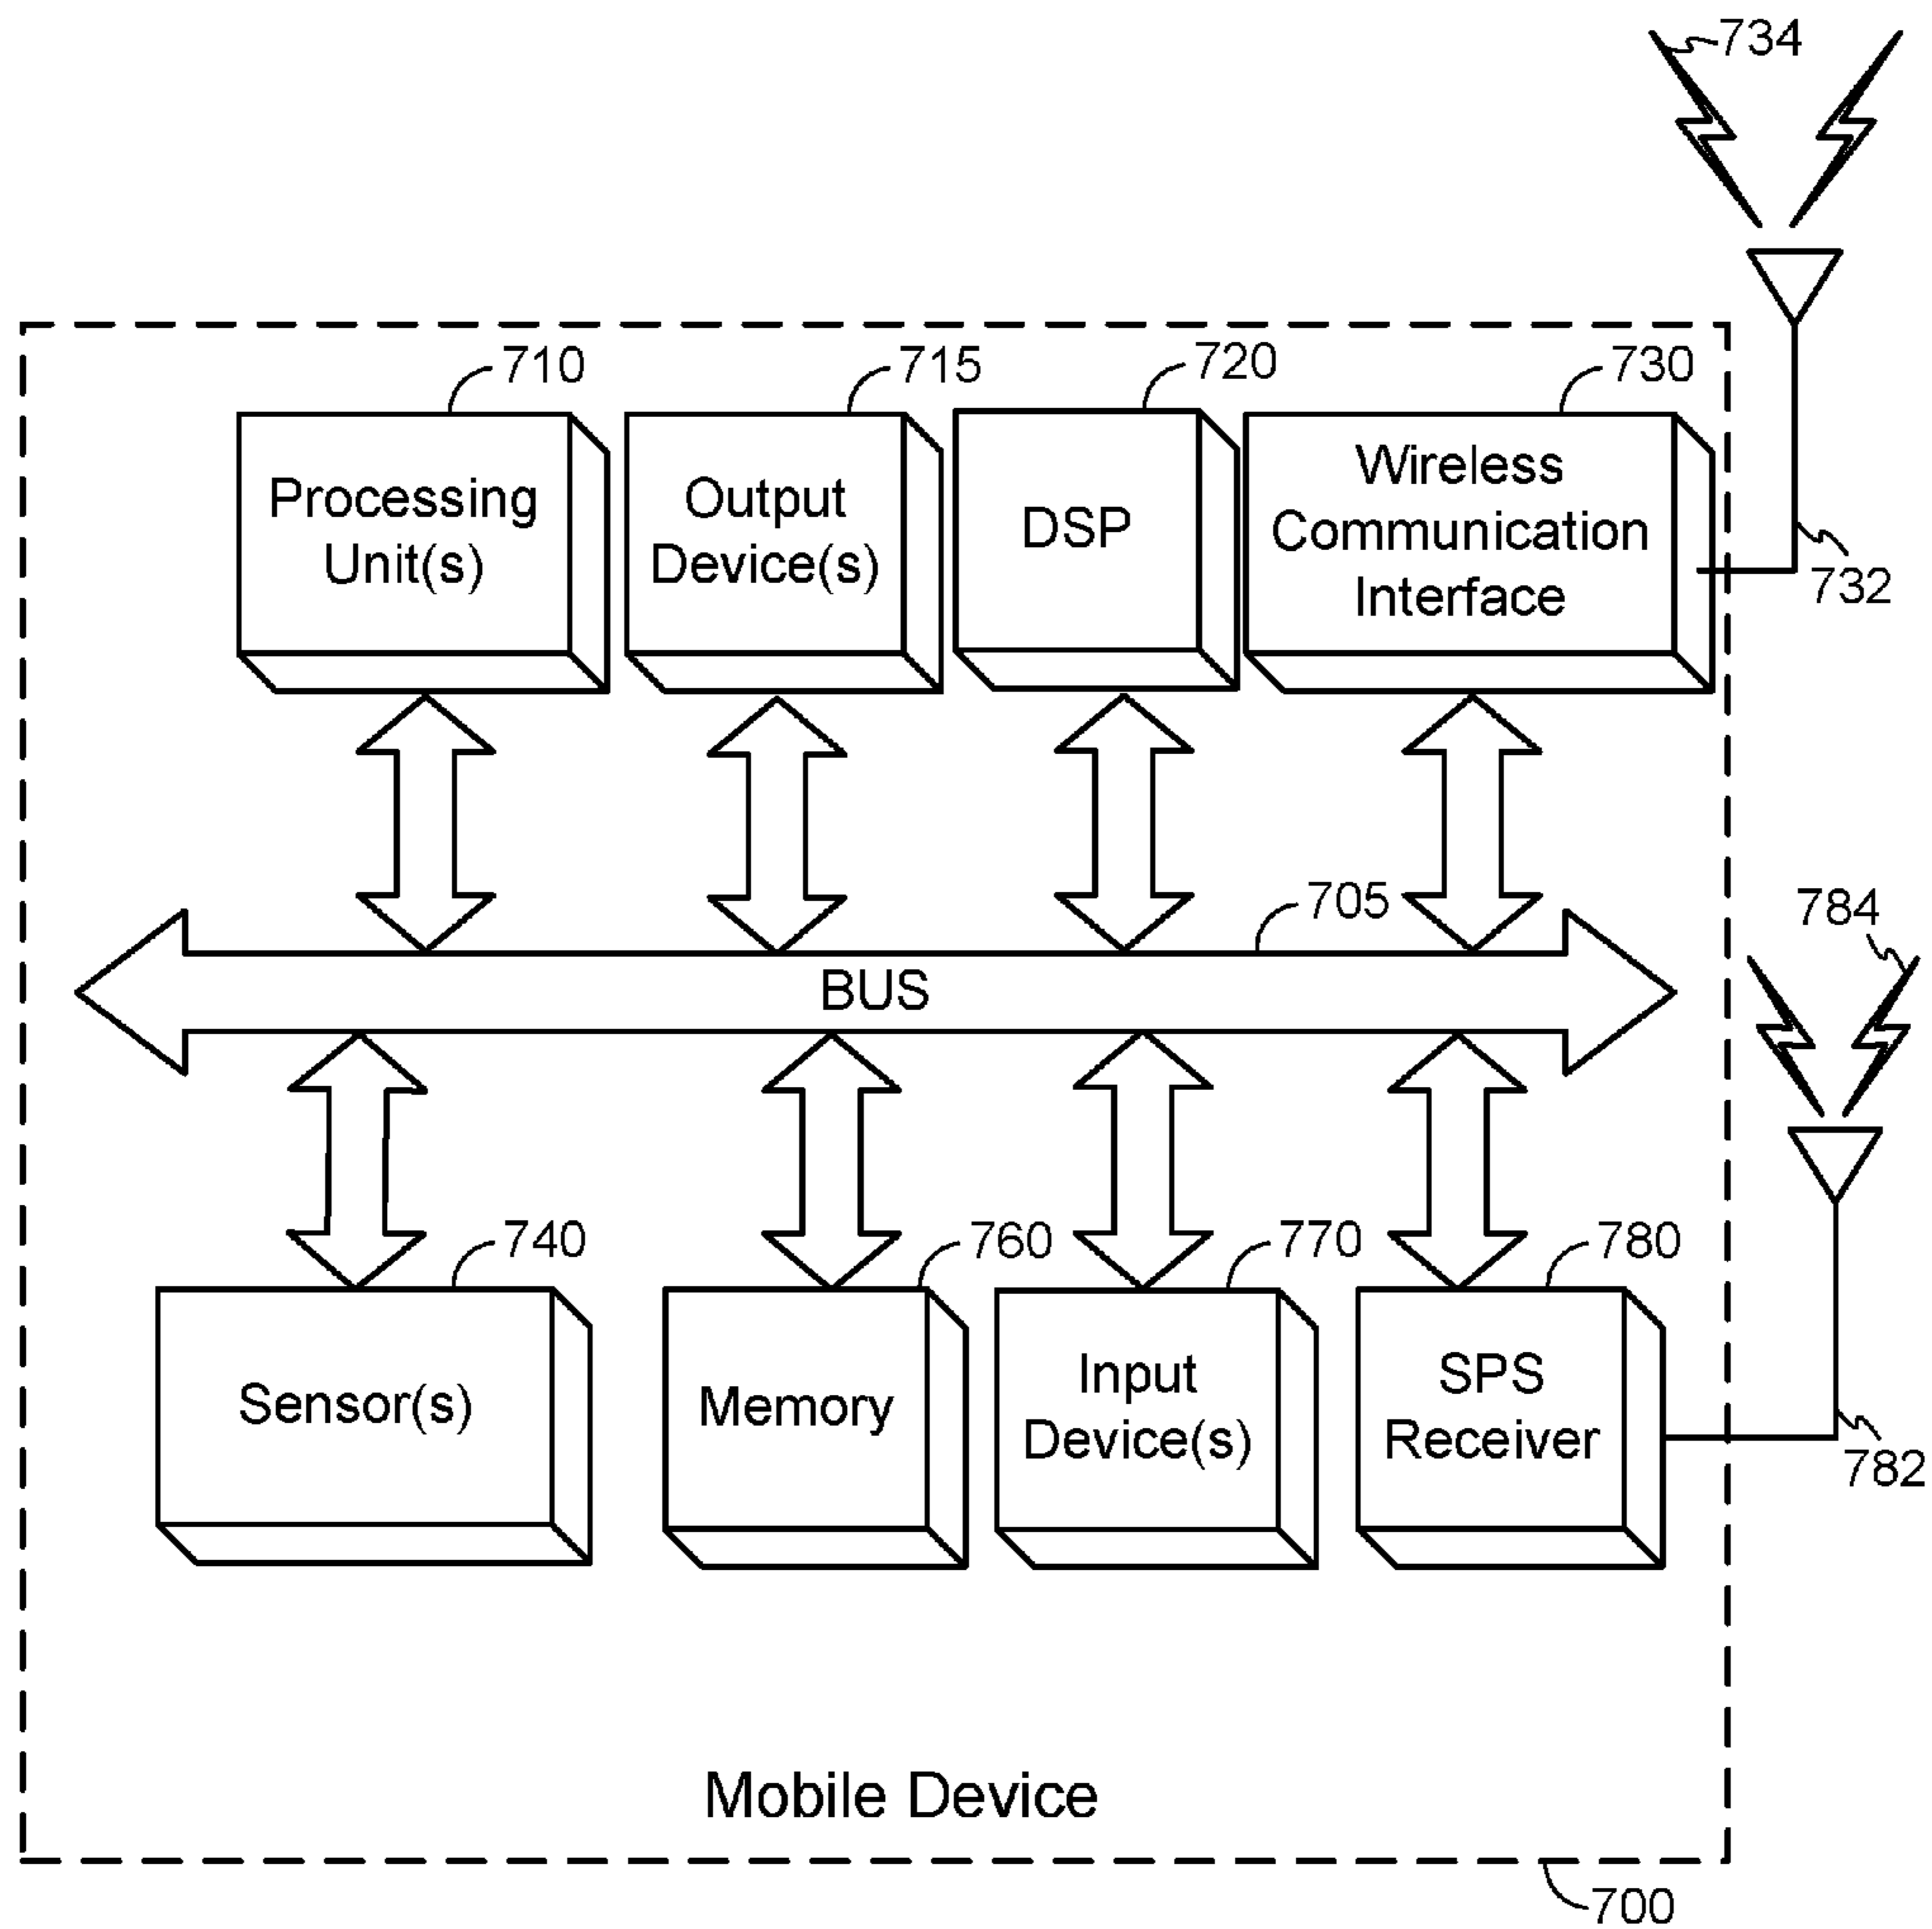 734
710
715
720
730
Processing
Unit(s)
Output
Device(s)
DSP
Wireless
Communication
Interface
732
705
784
BUS
740
760
770
780
Sensor(s)
Memory
Input
Device(s)
SPS
Receiver
782
Mobile Device
700